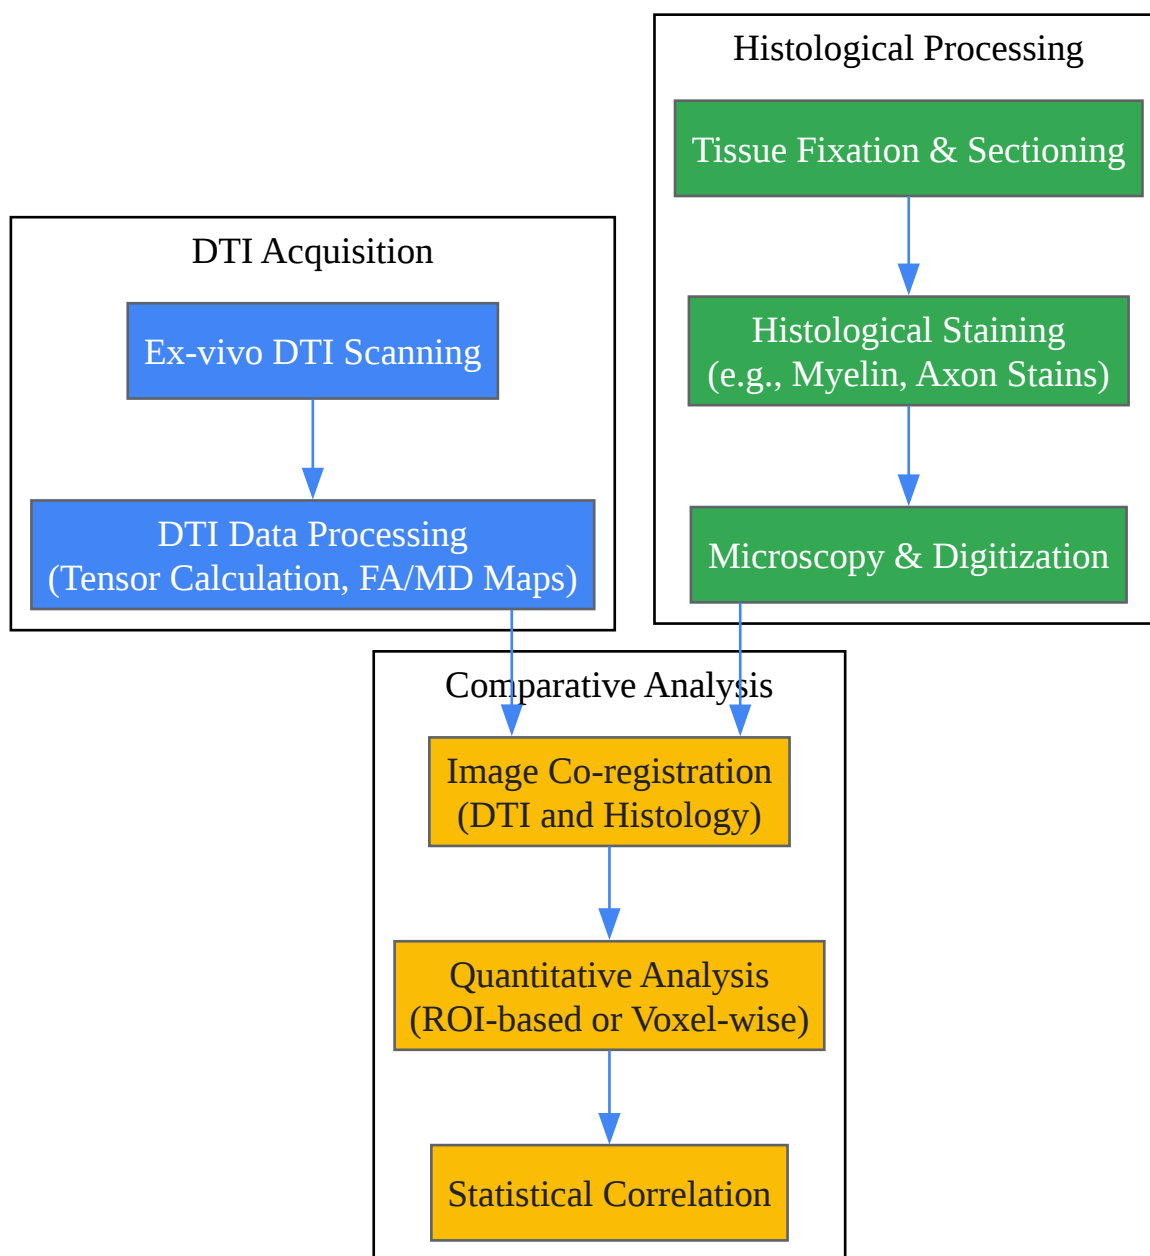 Histological Processing
Tissue Fixation & Sectioning
Histological Staining
(e.g., Myelin, Axon Stains)
Microscopy & Digitization
DTI Acquisition
Ex-vivo DTI Scanning
DTI Data Processing
(Tensor Calculation, FA/MD Maps)
Comparative Analysis
Image Co-registration
(DTI and Histology)
Quantitative Analysis
(ROI-based or Voxel-wise)
Statistical Correlation